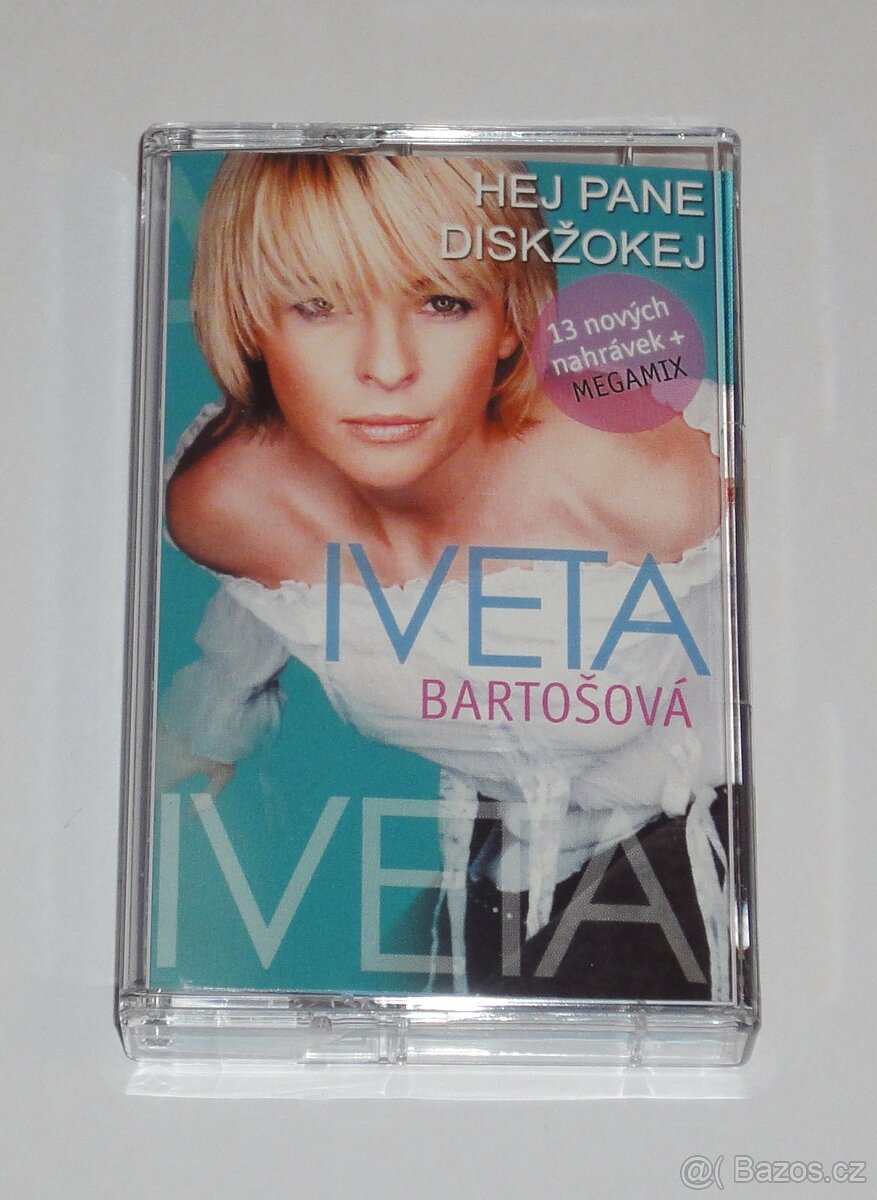 HEJ PANE
DISKŽOKEJ
13 nových
nahrávek +
MEGAMIX
IVETA
BARTOŠOVÁ
IVETA
@( Bazos.cz